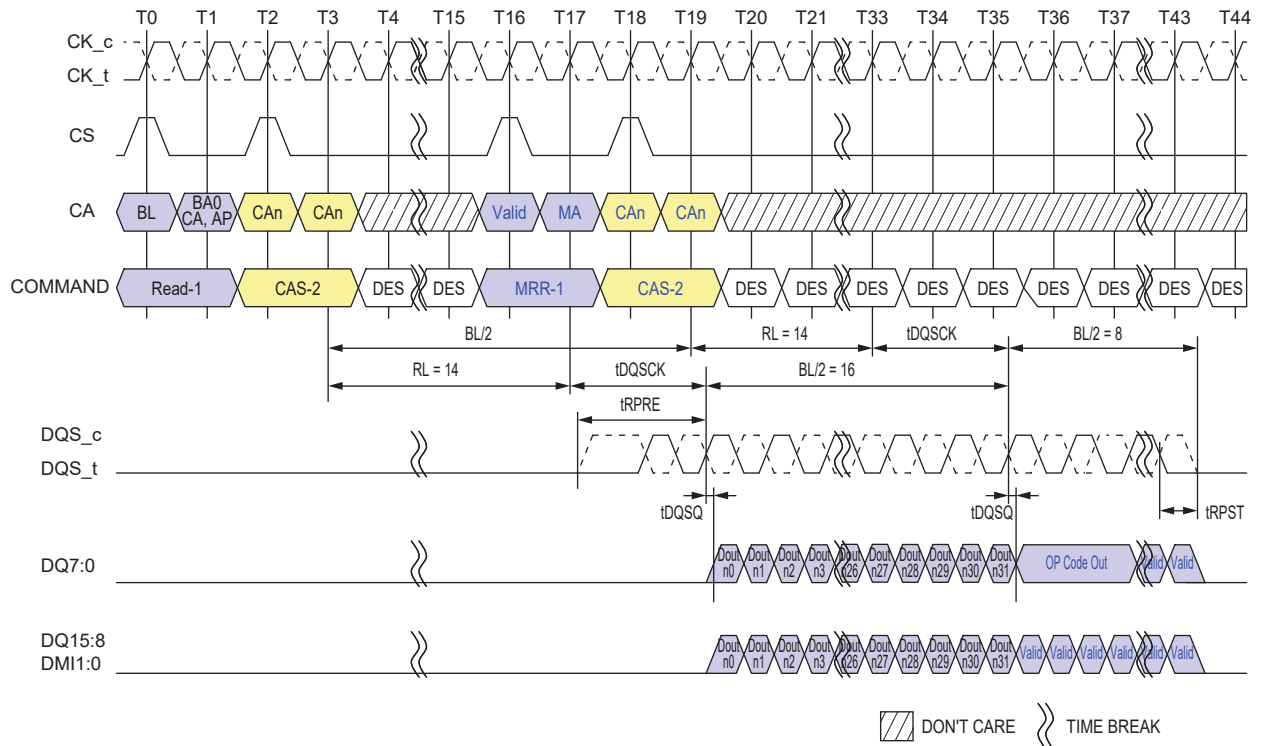 T0 T1 T2 T3 T4 T15 T16 T17 T18 T19 T20 T21 T33 T34 T35 T36 T37 T43 T44
CK_c
CK_t
CS
CA BL BA0 CA, AP CAn CAn Valid MA CAn CAn
COMMAND Read-1 CAS-2 DES DES MRR-1 CAS-2 DES DES DES DES DES DES DES DES DES
BL/2 RL = 14 tDQSCK BL/2 = 8
RL = 14 tDQSCK BL/2 = 16
tRPRE
DQS_c
DQS_t
tDQSQ tDQSQ tRPST
DQ7:0 Dout n0 Dout n1 Dout n2 Dout n3 Dout n26 Dout n27 Dout n28 Dout n29 Dout n30 Dout n31 OP Code Out Valid Valid
DQ15:8
DMI1:0 Dout n0 Dout n1 Dout n2 Dout n3 Dout n26 Dout n27 Dout n28 Dout n29 Dout n30 Dout n31 Valid Valid Valid Valid Valid Valid
DON'T CARE TIME BREAK